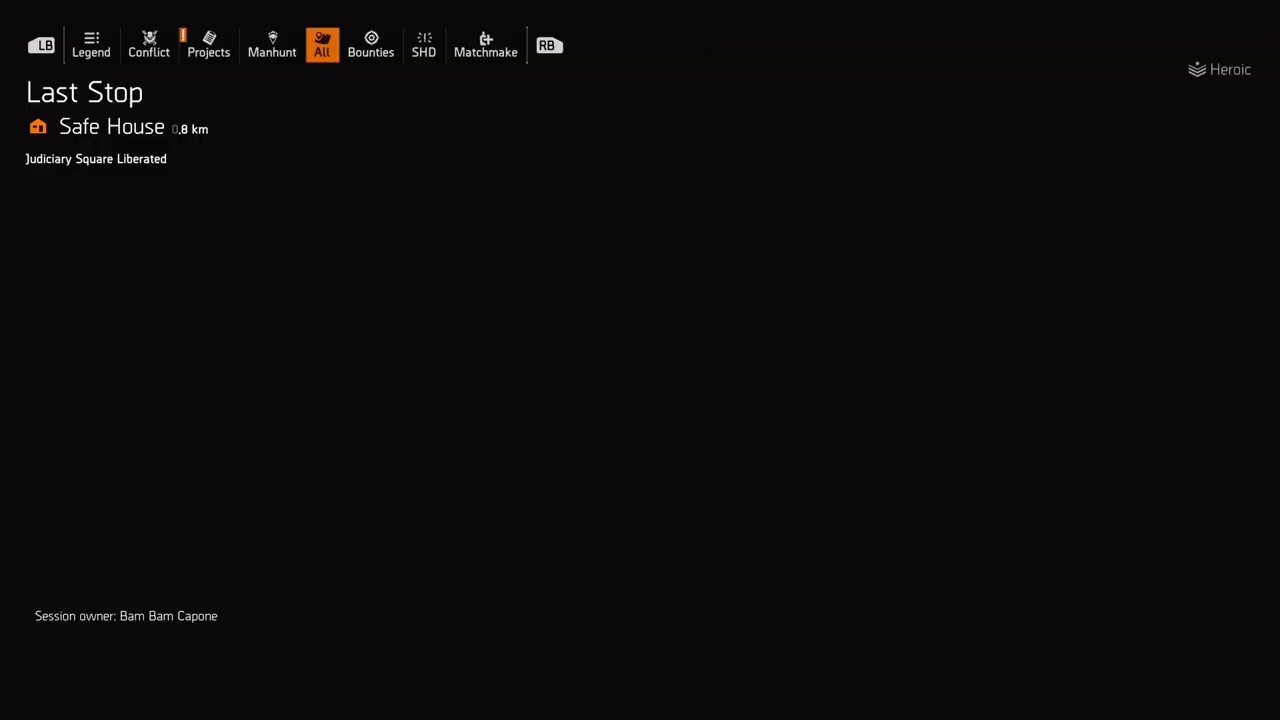 LB Legend Conflict Projects Manhunt All Bounties SHD Matchmake RB
Heroic
Last Stop
Safe House 0.8 km
Judiciary Square Liberated
Session owner: Bam Bam Capone